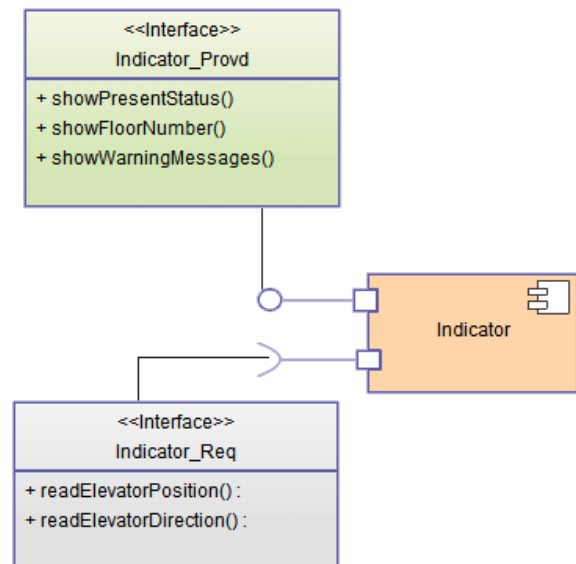 <<Interface>>
Indicator_Provd
+ showPresentStatus()
+ showFloorNumber()
+ showWarningMessages()
Indicator
<<Interface>>
Indicator_Req
+ readElevatorPosition() :
+ readElevatorDirection() :